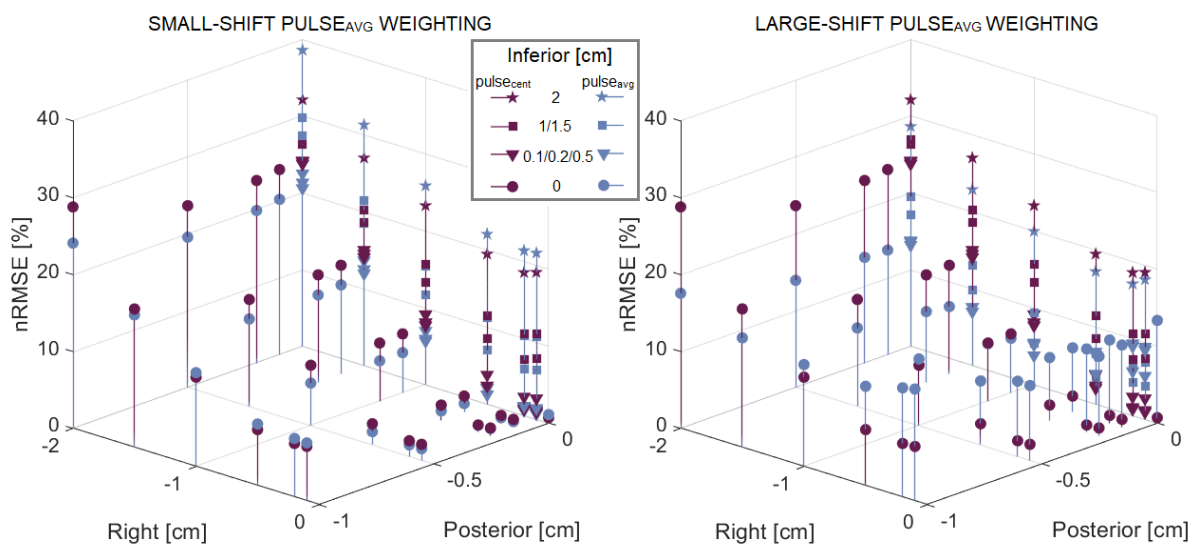 SMALL-SHIFT PULSEAVG WEIGHTING
LARGE-SHIFT PULSEAVG WEIGHTING
Inferior [cm]
pulsecent pulseavg
2
1/1.5
0.1/0.2/0.5
0
nRMSE [%]
40
30
20
10
0
-2
-1
0
Right [cm]
-1
-0.5
0
Posterior [cm]
nRMSE [%]
40
30
20
10
0
-2
-1
0
Right [cm]
-1
-0.5
0
Posterior [cm]